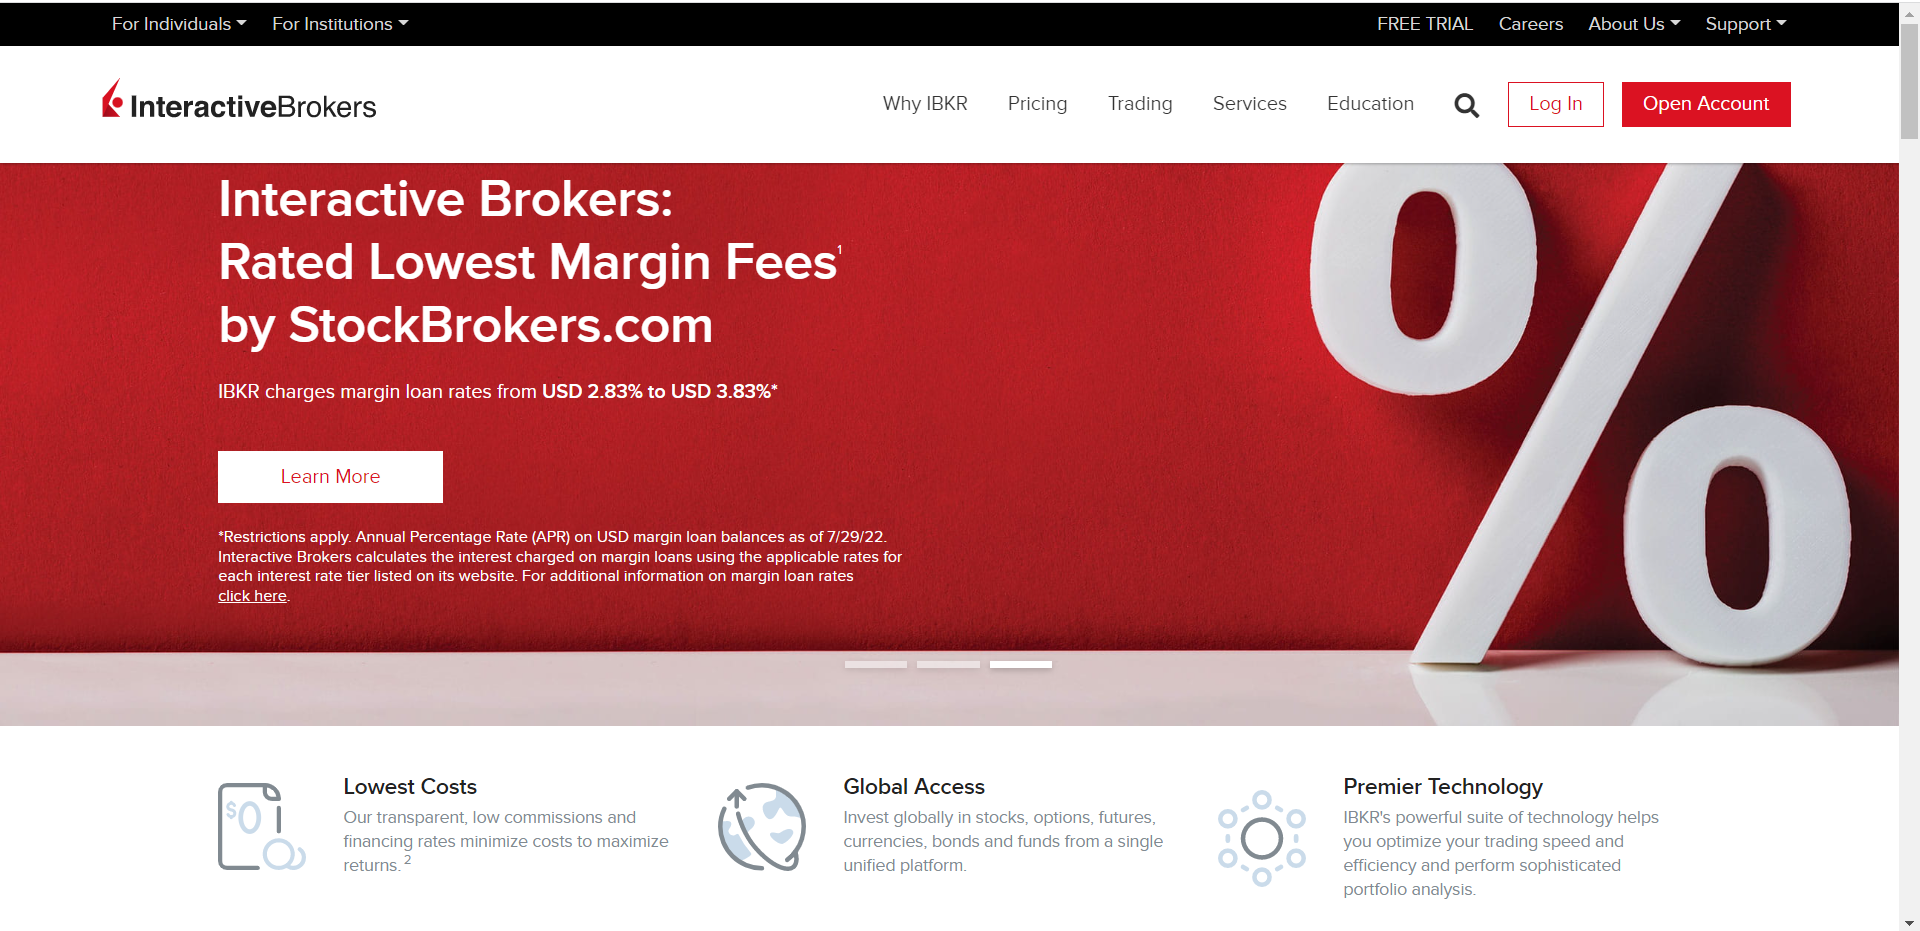 For Individuals
For Institutions
FREE TRIAL
Careers
About Us
Support
InteractiveBrokers
Why IBKR
Pricing
Trading
Services
Education
Log In
Open Account
Interactive Brokers:
Rated Lowest Margin Fees¹
by StockBrokers.com
IBKR charges margin loan rates from USD 2.83% to USD 3.83%*
Learn More
*Restrictions apply. Annual Percentage Rate (APR) on USD margin loan balances as of 7/29/22.
Interactive Brokers calculates the interest charged on margin loans using the applicable rates for
each interest rate tier listed on its website. For additional information on margin loan rates
click here.
%
$0
Lowest Costs
Our transparent, low commissions and
financing rates minimize costs to maximize
returns. ²
Global Access
Invest globally in stocks, options, futures,
currencies, bonds and funds from a single
unified platform.
Premier Technology
IBKR's powerful suite of technology helps
you optimize your trading speed and
efficiency and perform sophisticated
portfolio analysis.